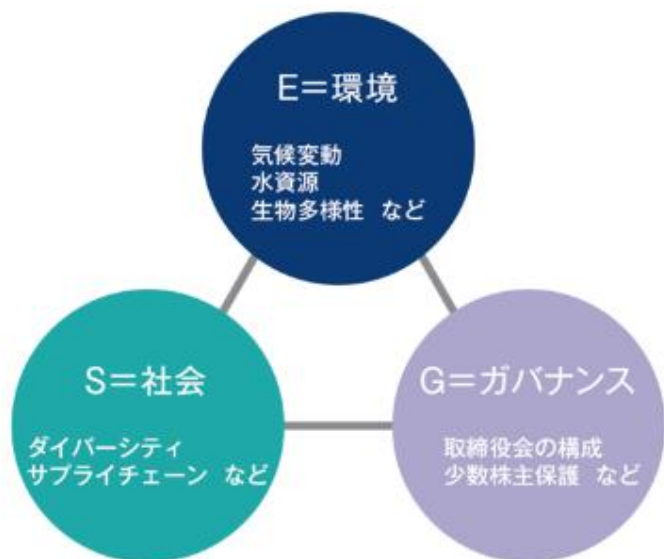 E＝環境
気候変動
水資源
生物多様性 など
S＝社会
ダイバーシティ
サプライチェーン など
G＝ガバナンス
取締役会の構成
少数株主保護 など